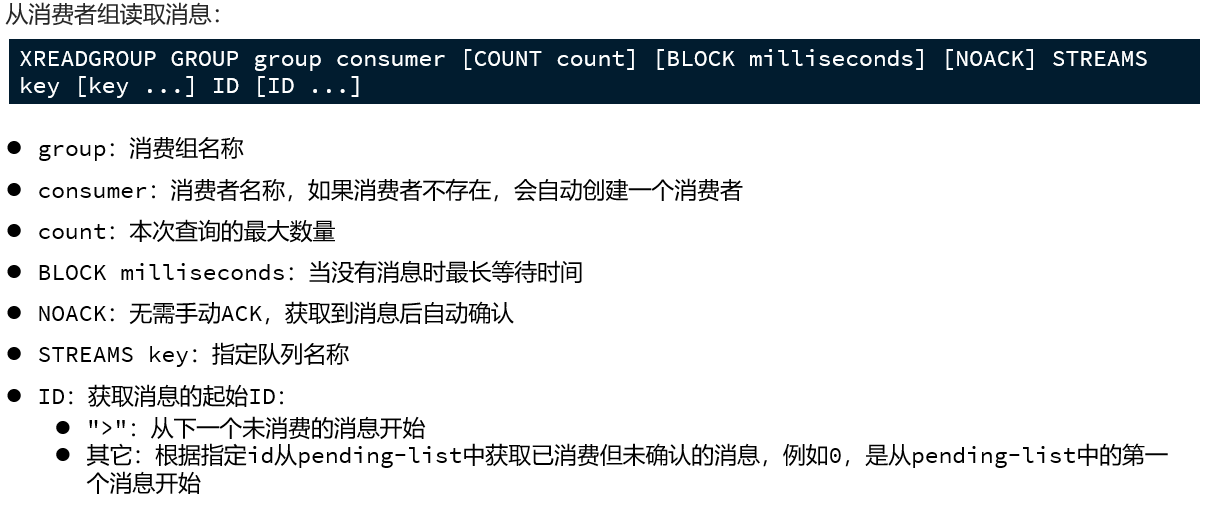 从消费者组读取消息：
XREADGROUP GROUP group consumer [COUNT count] [BLOCK milliseconds] [NOACK] STREAMS
key [key ...] ID [ID ...]
● group：消费组名称
● consumer：消费者名称，如果消费者不存在，会自动创建一个消费者
● count：本次查询的最大数量
● BLOCK milliseconds：当没有消息时最长等待时间
● NOACK：无需手动ACK，获取到消息后自动确认
● STREAMS key：指定队列名称
● ID：获取消息的起始ID：
● ">"：从下一个未消费的消息开始
● 其它：根据指定id从pending-list中获取已消费但未确认的消息，例如0，是从pending-list中的第一
个消息开始